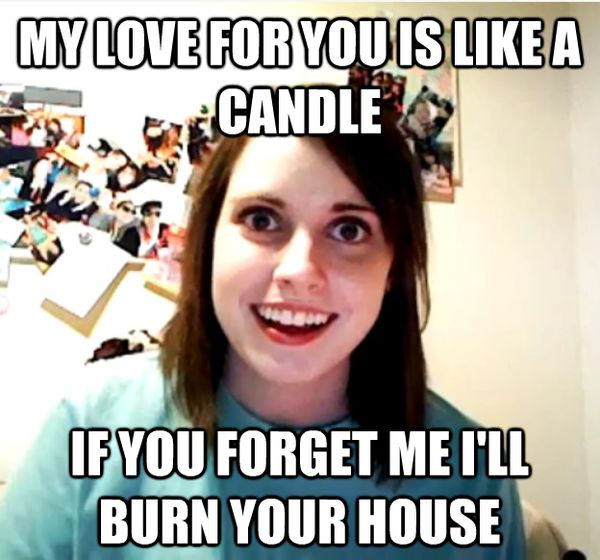 MY LOVE FOR YOU IS LIKE A
CANDLE
IF YOU FORGET ME I'LL
BURN YOUR HOUSE